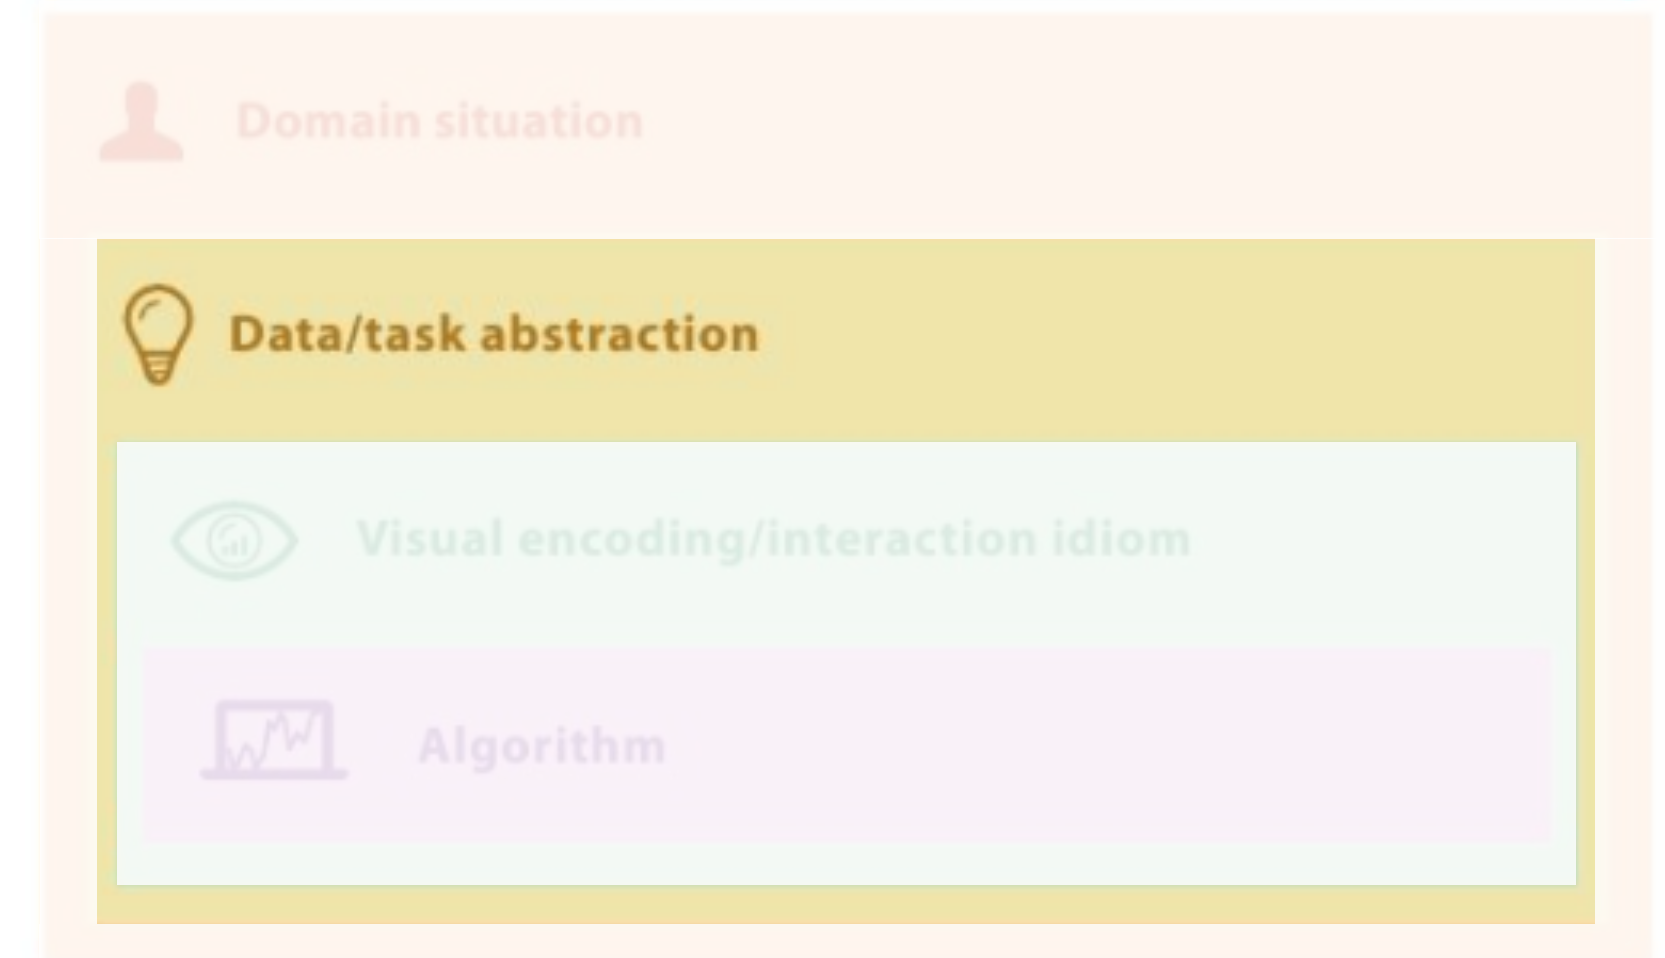 Domain situation
Data/task abstraction
Visual encoding/interaction idiom
Algorithm